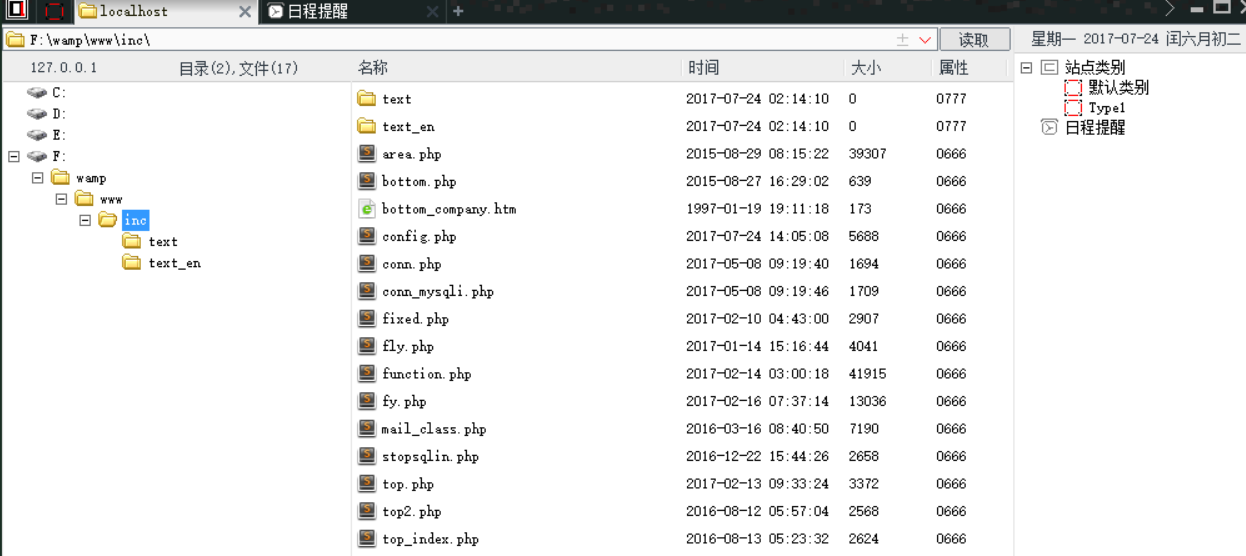 localhost 日程提醒
F:\wamp\www\inc\ 读取 星期一 2017-07-24 闰六月初二
127.0.0.1 目录(2),文件(17) 名称 时间 大小 属性
C:
D:
E:
F:
wamp
www
inc
text
text_en
text 2017-07-24 02:14:10 0 0777
text_en 2017-07-24 02:14:10 0 0777
area.php 2015-08-29 08:15:22 39307 0666
bottom.php 2015-08-27 16:29:02 639 0666
bottom_company.htm 1997-01-19 19:11:18 173 0666
config.php 2017-07-24 14:05:08 5688 0666
conn.php 2017-05-08 09:19:40 1694 0666
conn_mysqli.php 2017-05-08 09:19:46 1709 0666
fixed.php 2017-02-10 04:43:00 2907 0666
fly.php 2017-01-14 15:16:44 4041 0666
function.php 2017-02-14 03:00:18 41915 0666
fy.php 2017-02-16 07:37:14 13036 0666
mail_class.php 2016-03-16 08:40:50 7190 0666
stopsqlin.php 2016-12-22 15:44:26 2658 0666
top.php 2017-02-13 09:33:24 3372 0666
top2.php 2016-08-12 05:57:04 2568 0666
top_index.php 2016-08-13 05:23:32 2624 0666
站点类别
默认类别
Type1
日程提醒